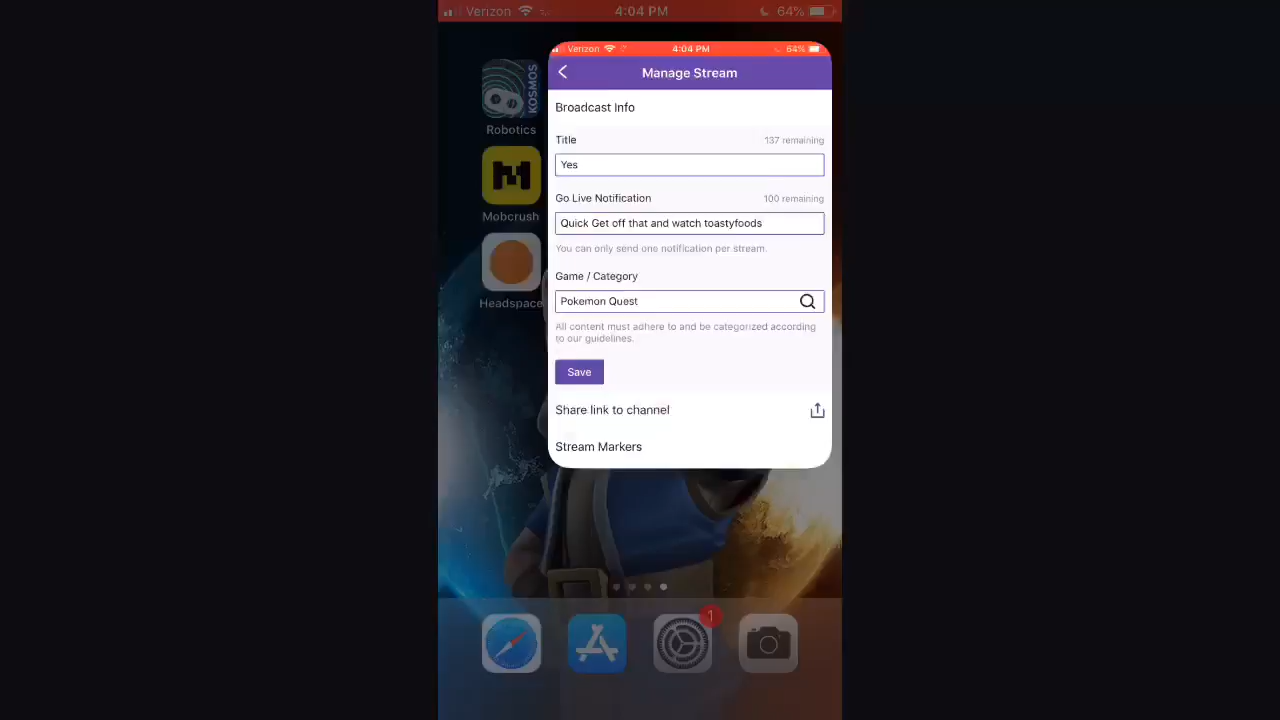 Verizon 4:04 PM 64%
Verizon 4:04 PM 64%
Manage Stream
Broadcast Info
Title 137 remaining
Yes
Go Live Notification 100 remaining
Quick Get off that and watch toastyfoods
You can only send one notification per stream.
Game / Category
Pokemon Quest
All content must adhere to and be categorized according
to our guidelines.
Save
Share link to channel
Stream Markers
KOSMOS
Robotics
M
Mobcrush
Headspace
1